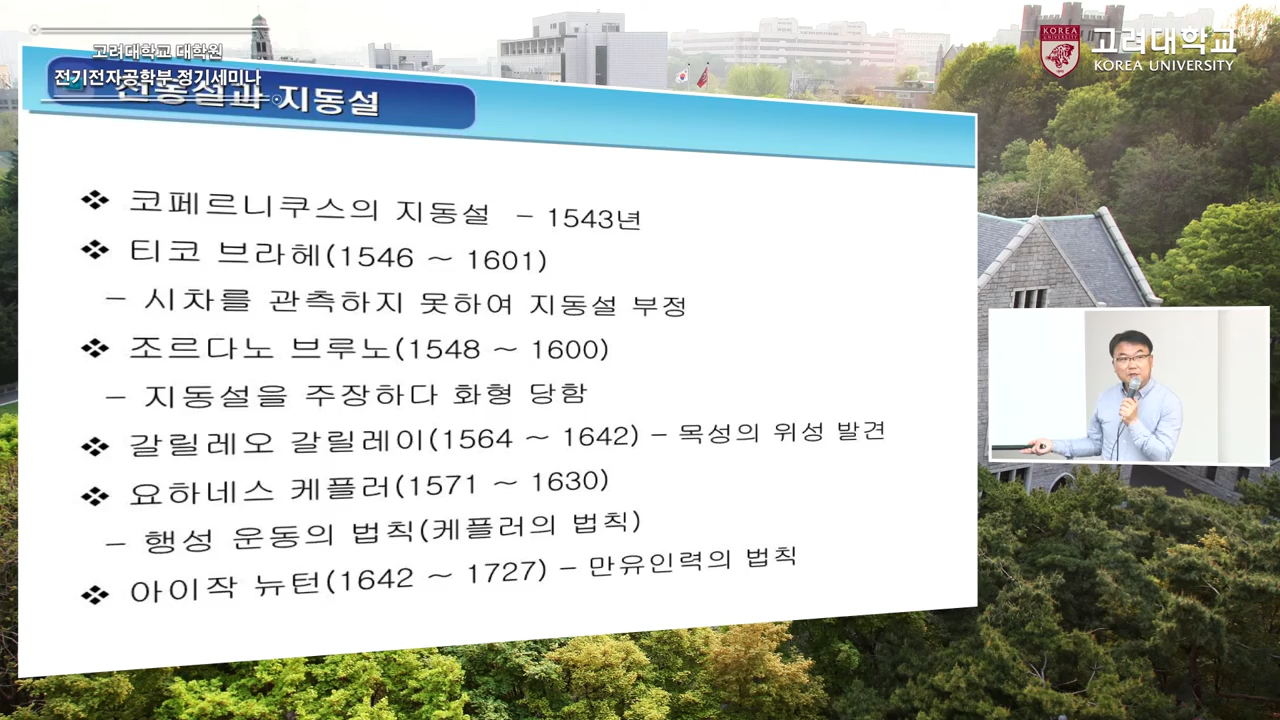 고려대학교 대학원
전기전자공학부 정기세미나
KOREA
UNIVERSITY
고려대학교
KOREA UNIVERSITY
천동설과 지동설
❖ 코페르니쿠스의 지동설 – 1543년
❖ 티코 브라헤(1546 ~ 1601)
– 시차를 관측하지 못하여 지동설 부정
❖ 조르다노 브루노(1548 ~ 1600)
– 지동설을 주장하다 화형 당함
❖ 갈릴레오 갈릴레이(1564 ~ 1642) – 목성의 위성 발견
❖ 요하네스 케플러(1571 ~ 1630)
– 행성 운동의 법칙(케플러의 법칙)
❖ 아이작 뉴턴(1642 ~ 1727) – 만유인력의 법칙